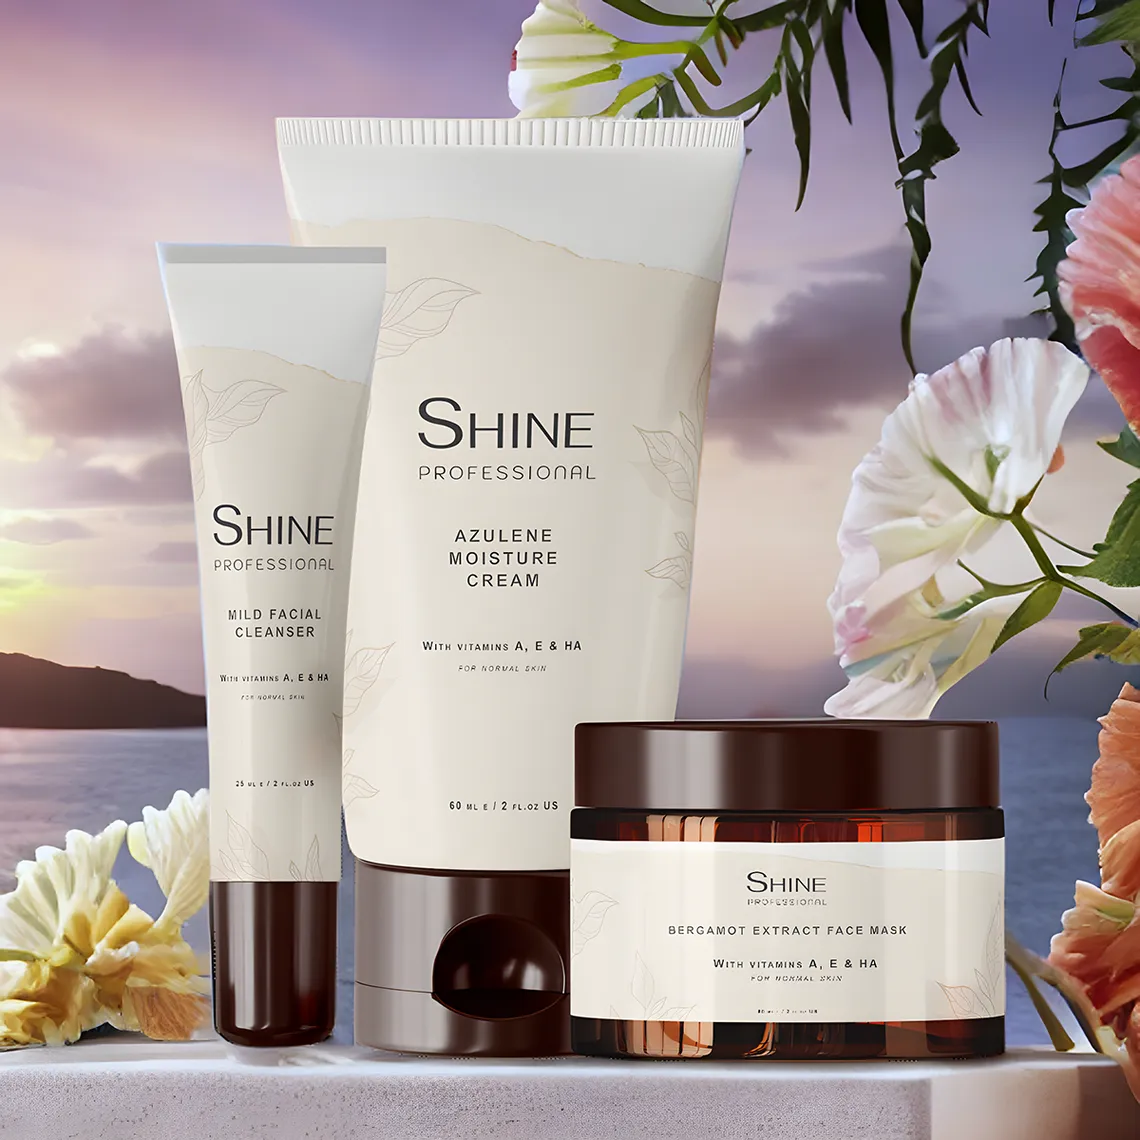 SHINE
PROFESSIONAL
MILD FACIAL
CLEANSER
WITH VITAMINS A, E & HA
FOR NORMAL SKIN
25 ML E / 2 FL.OZ US
SHINE
PROFESSIONAL
AZULENE
MOISTURE
CREAM
WITH VITAMINS A, E & HA
FOR NORMAL SKIN
60 ML E / 2 FL.OZ US
SHINE
PROFESSIONAL
BERGAMOT EXTRACT FACE MASK
WITH VITAMINS A, E & HA
FOR NORMAL SKIN